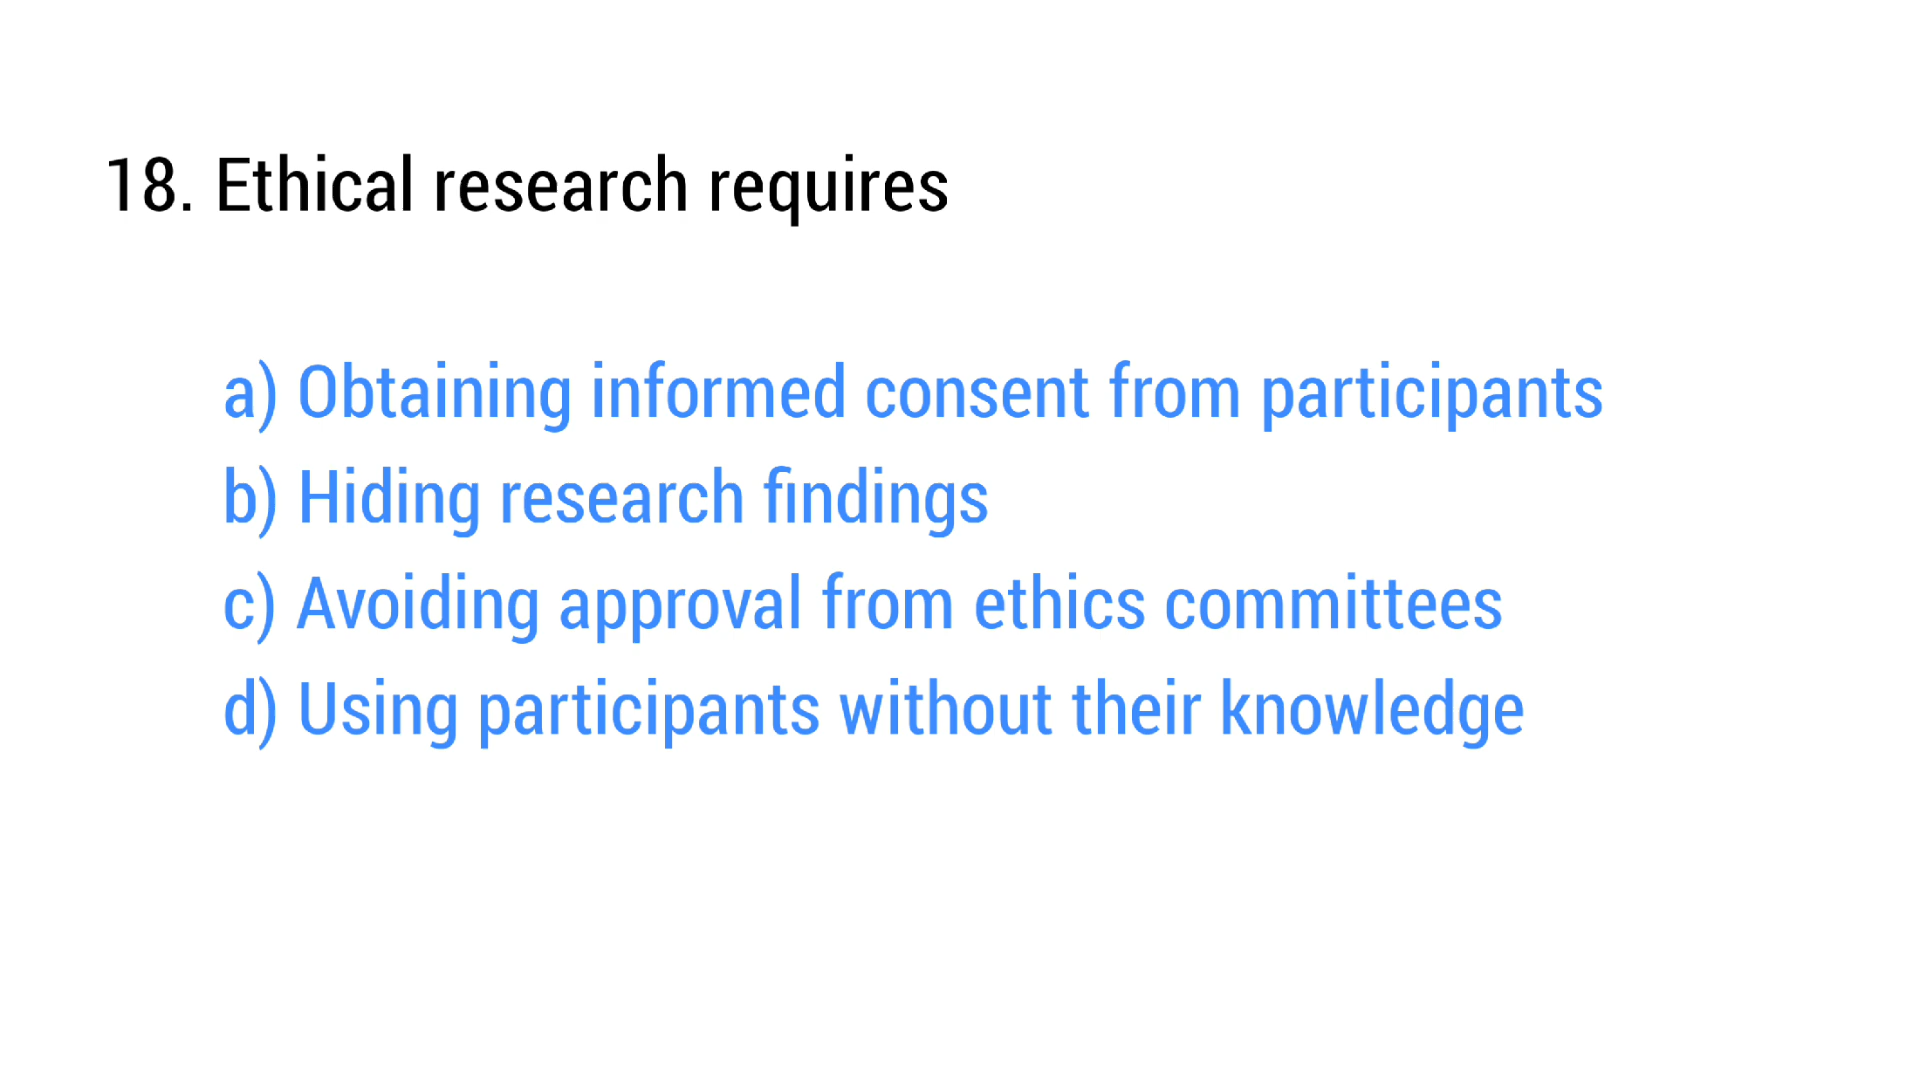 18. Ethical research requires
a) Obtaining informed consent from participants
b) Hiding research findings
c) Avoiding approval from ethics committees
d) Using participants without their knowledge